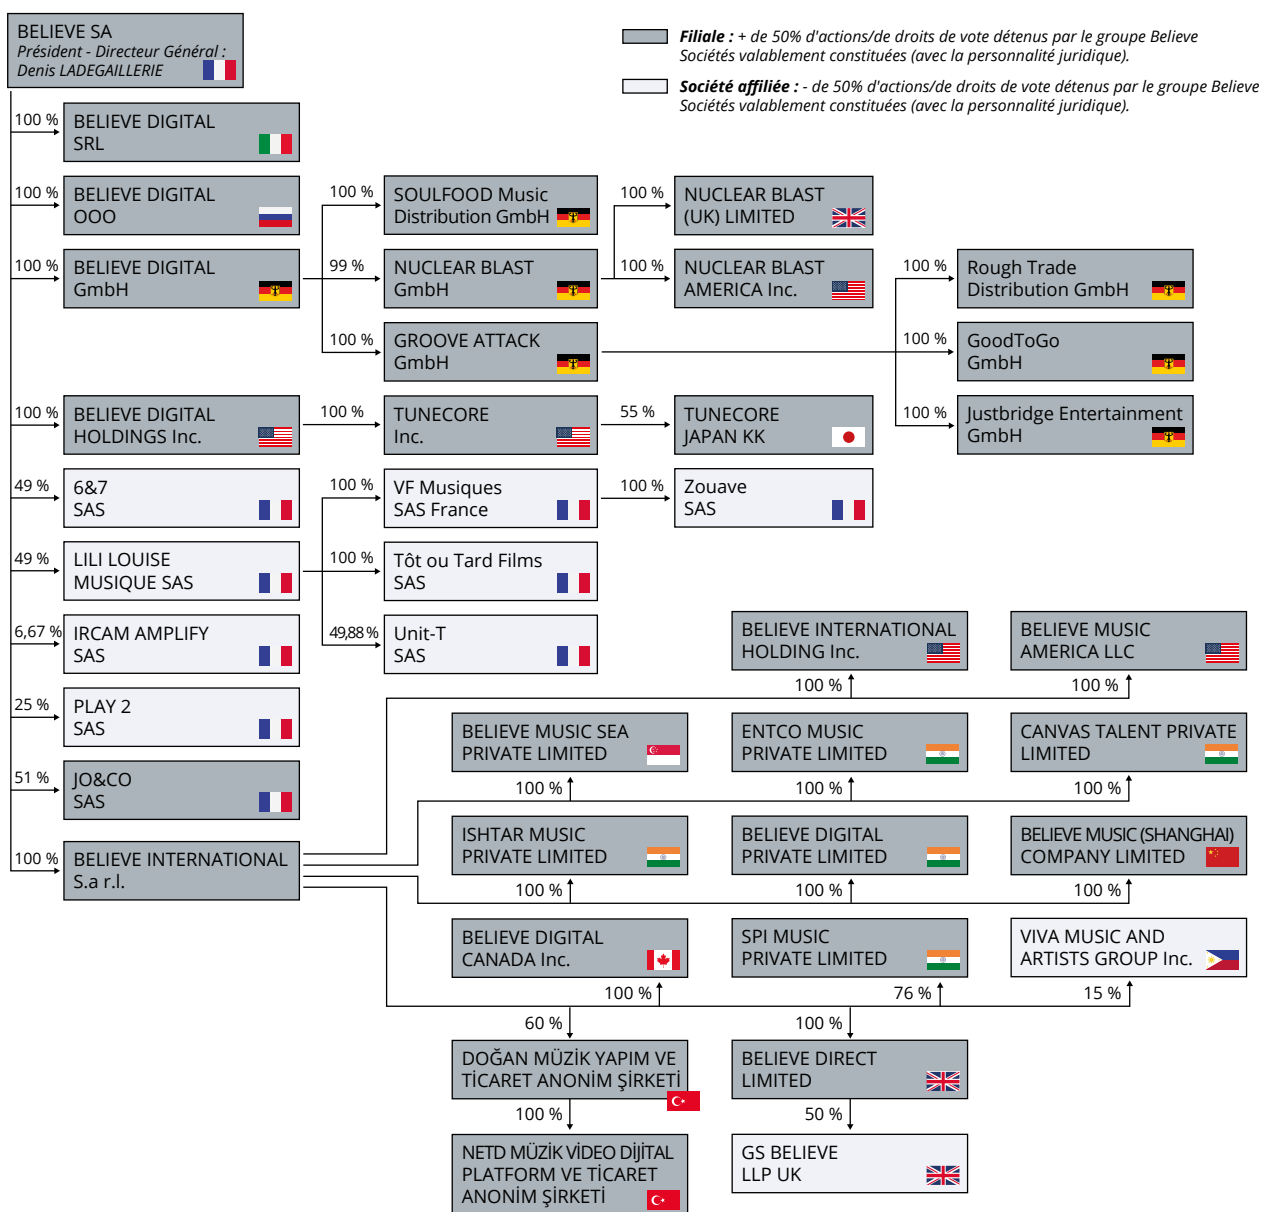 BELIEVE SA
Président - Directeur Général :
Denis LADEGAILLERIE
Filiale : + de 50% d'actions/de droits de vote détenus par le groupe Believe
Sociétés valablement constituées (avec la personnalité juridique).
Société affiliée : - de 50% d'actions/de droits de vote détenus par le groupe Believe
Sociétés valablement constituées (avec la personnalité juridique).
100 %
BELIEVE DIGITAL
SRL
100 %
BELIEVE DIGITAL
OOO
100 %
SOULFOOD Music
Distribution GmbH
100 %
NUCLEAR BLAST
(UK) LIMITED
100 %
BELIEVE DIGITAL
GmbH
99 %
NUCLEAR BLAST
GmbH
100 %
NUCLEAR BLAST
AMERICA Inc.
100 %
Rough Trade
Distribution GmbH
100 %
GROOVE ATTACK
GmbH
100 %
GoodToGo
GmbH
100 %
BELIEVE DIGITAL
HOLDINGS Inc.
100 %
TUNECORE
Inc.
55 %
TUNECORE
JAPAN KK
100 %
Justbridge Entertainment
GmbH
49 %
6&7
SAS
100 %
VF Musiques
SAS France
100 %
Zouave
SAS
49 %
LILI LOUISE
MUSIQUE SAS
100 %
Tôt ou Tard Films
SAS
6,67 %
IRCAM AMPLIFY
SAS
49,88 %
Unit-T
SAS
BELIEVE INTERNATIONAL
HOLDING Inc.
BELIEVE MUSIC
AMERICA LLC
100 %
100 %
25 %
PLAY 2
SAS
BELIEVE MUSIC SEA
PRIVATE LIMITED
ENTCO MUSIC
PRIVATE LIMITED
CANVAS TALENT PRIVATE
LIMITED
51 %
JO&CO
SAS
100 %
100 %
100 %
100 %
BELIEVE INTERNATIONAL
S.a r.l.
ISHTAR MUSIC
PRIVATE LIMITED
BELIEVE DIGITAL
PRIVATE LIMITED
BELIEVE MUSIC (SHANGHAI)
COMPANY LIMITED
100 %
100 %
100 %
BELIEVE DIGITAL
CANADA Inc.
SPI MUSIC
PRIVATE LIMITED
VIVA MUSIC AND
ARTISTS GROUP Inc.
100 %
76 %
15 %
60 %
100 %
DOĞAN MÜZİK YAPIM VE
TİCARET ANONİM ŞİRKETİ
BELIEVE DIRECT
LIMITED
100 %
50 %
NETD MÜZİK VİDEO DİJİTAL
PLATFORM VE TİCARET
ANONİM ŞİRKETİ
GS BELIEVE
LLP UK